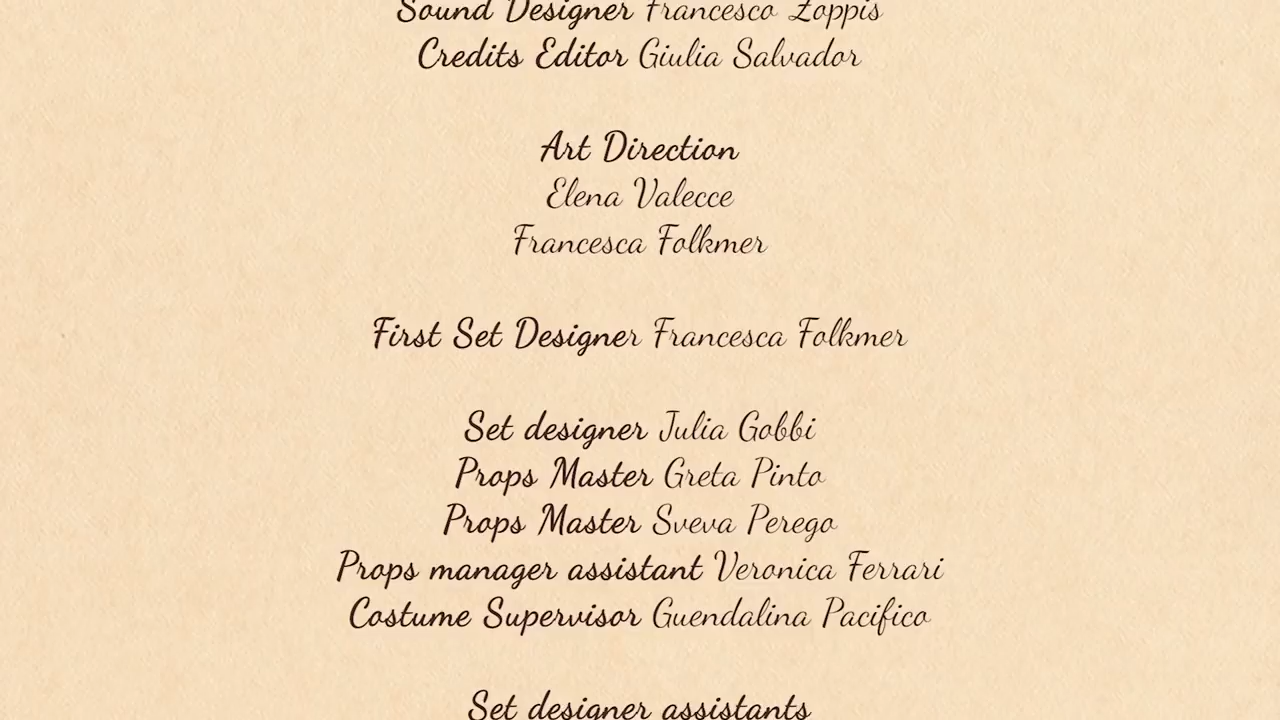 Sound Designer Francesco Zoppis
Credits Editor Giulia Salvador
Art Direction
Elena Valecce
Francesca Folkmer
First Set Designer Francesca Folkmer
Set designer Julia Gobbi
Props Master Greta Pinto
Props Master Sveva Perego
Props manager assistant Veronica Ferrari
Costume Supervisor Guendalina Pacifico
Set designer assistants